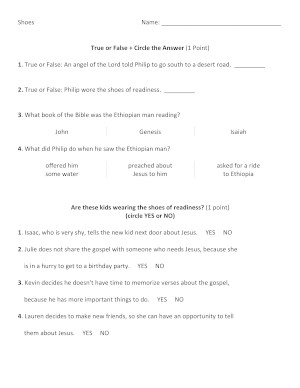 Shoes Name: ______________________________
True or False = Circle the Answer (1 Point)
1. True or False: An angel of the Lord told Philip to go south to a desert road. _________
2. True or False: Philip wore the shoes of readiness. _________
3. What book of the Bible was the Ethiopian man reading?
John Genesis Isaiah
4. What did Philip do when he saw the Ethiopian man?
offered him preached about asked for a ride
some water Jesus to him to Ethiopia
Are these kids wearing the shoes of readiness? (1 point)
(circle YES or NO)
1. Isaac, who is very shy, tells the new kid next door about Jesus. YES NO
2. Julie does not share the gospel with someone who needs Jesus, because she
is in a hurry to get to a birthday party. YES NO
3. Kevin decides he doesn't have time to memorize verses about the gospel,
because he has more important things to do. YES NO
4. Lauren decides to make new friends, so she can have an opportunity to tell
them about Jesus. YES NO